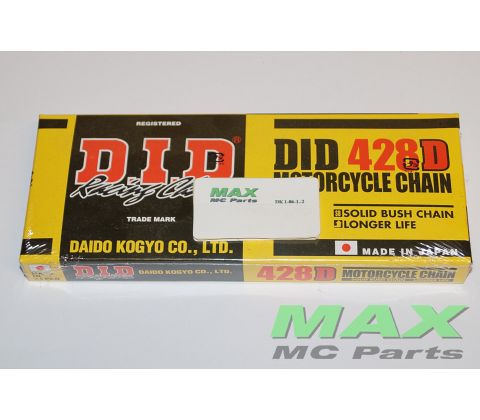 REGISTERED
D.I.D®
Racing Ch
TRADE MARK
DAIDO KOGYO CO., LTD.
DID 428D
MOTORCYCLE CHAIN
SOLID BUSH CHAIN
LONGER LIFE
MADE IN JAPAN
MAX
MC Parts
DAIDO KOGYO CO., LTD.
428D
MOTORCYCLE CHAIN
MAX
MC Parts